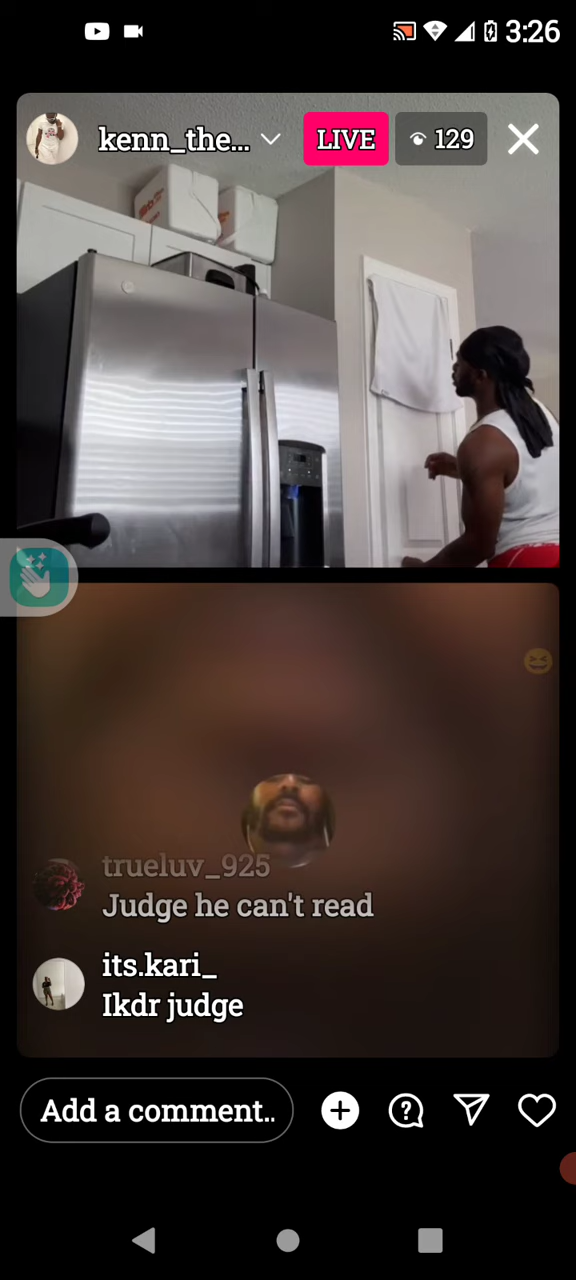 3:26
kenn_the...
LIVE
129
trueluv_925
Judge he can't read
its.kari_
Ikdr judge
Add a comment..